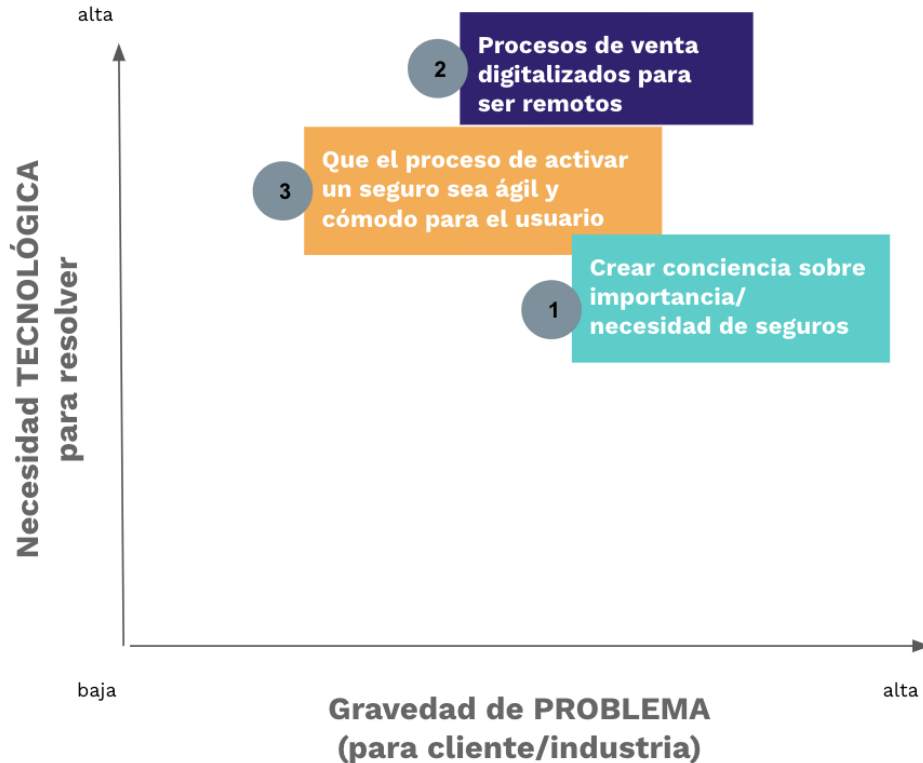 alta
2
Procesos de venta
digitalizados para
ser remotos
3
Que el proceso de activar
un seguro sea ágil y
cómodo para el usuario
1
Crear conciencia sobre
importancia/
necesidad de seguros
Necesidad TECNOLÓGICA
para resolver
baja
alta
Gravedad de PROBLEMA
(para cliente/industria)